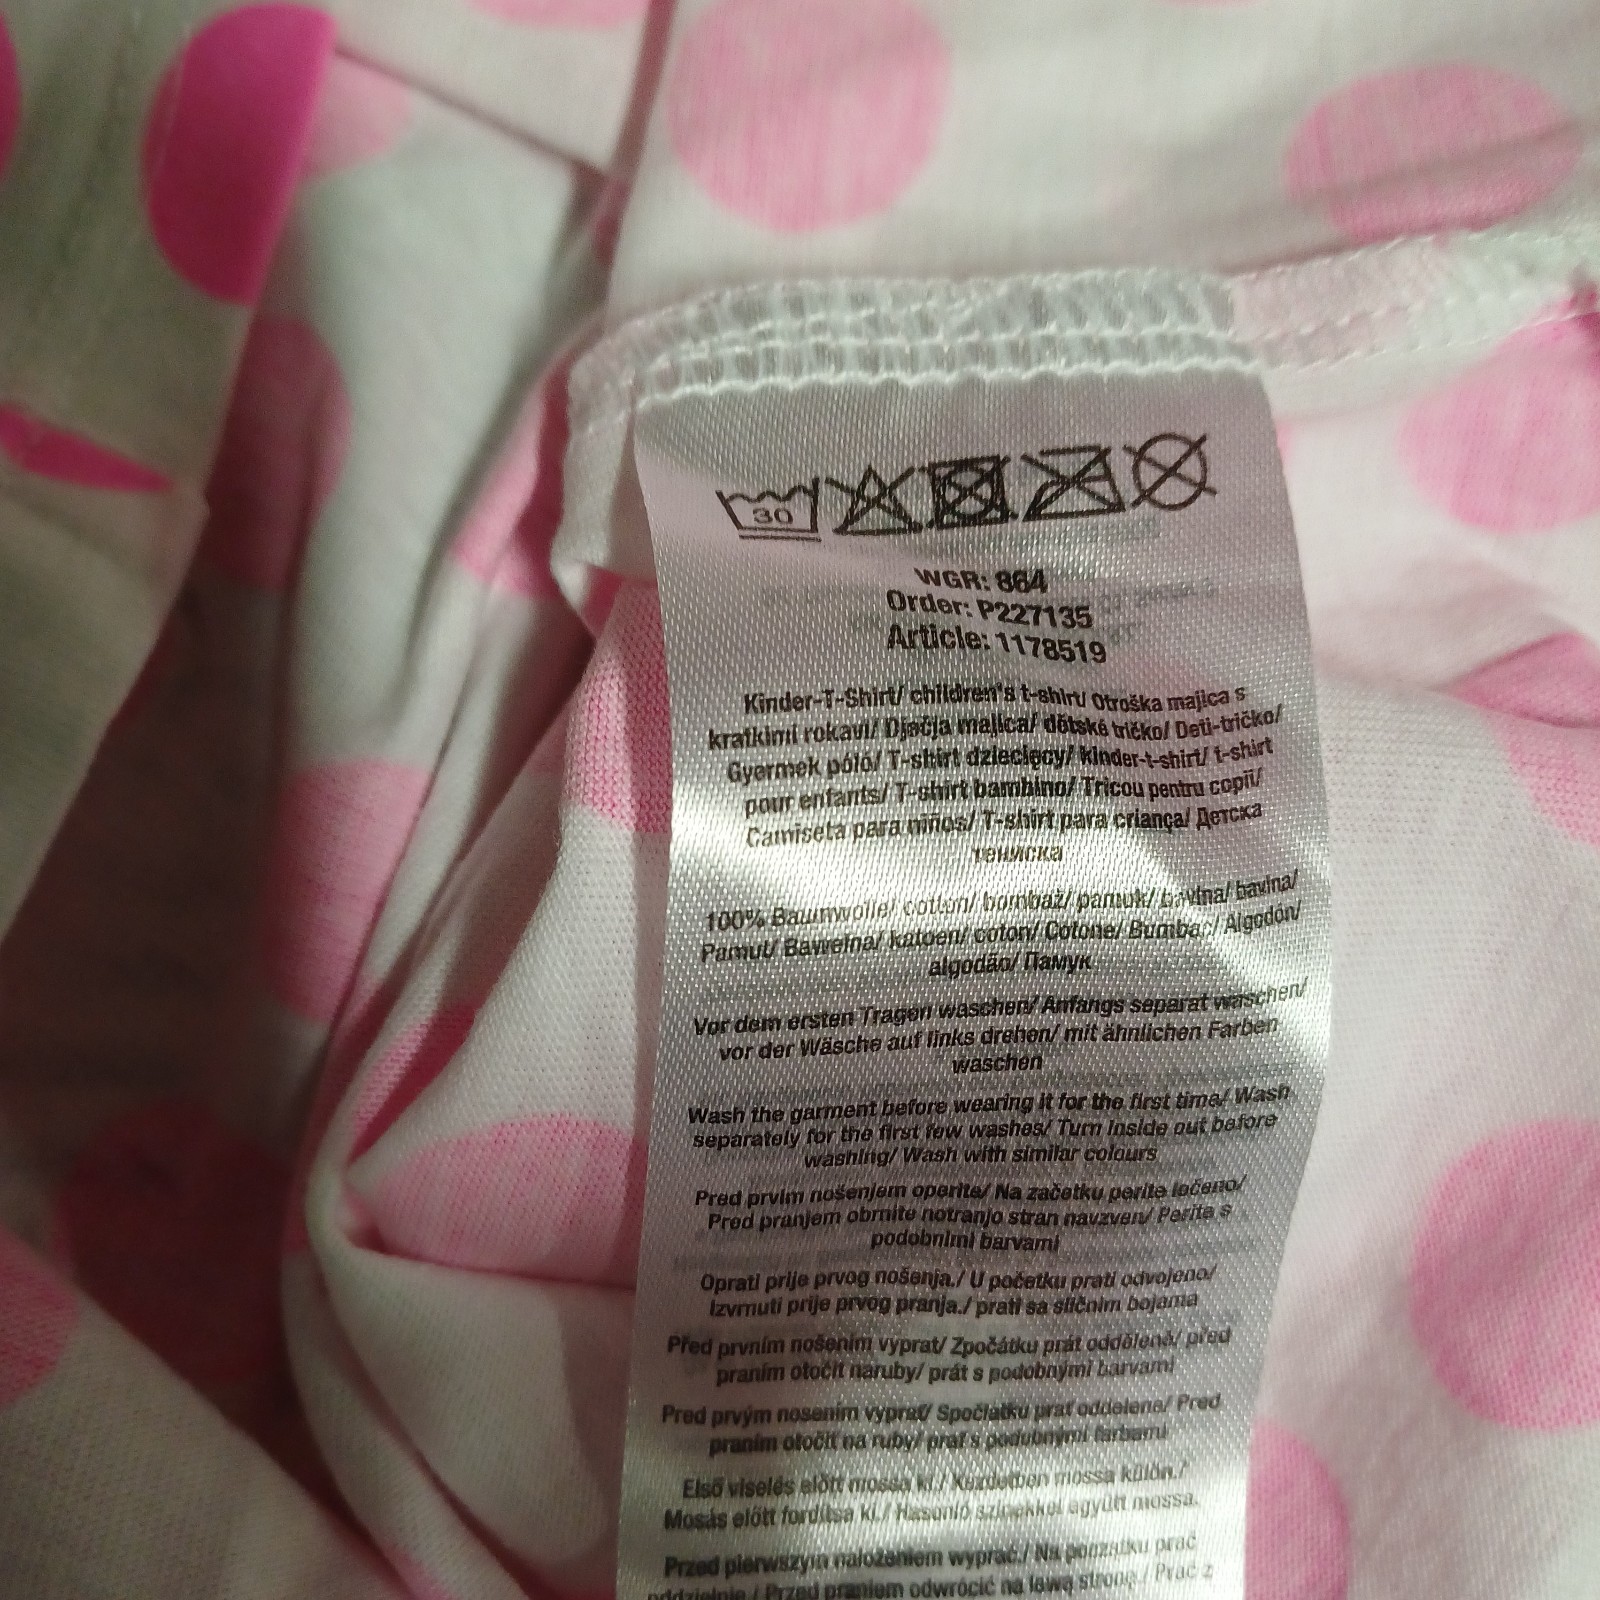 30
WGR: 864
Order: P227135
Article: 1178519
Kinder-T-Shirt/ children's t-shirt/ Otroška majica s
kratkimi rokavi/ Dječja majica/ dětské tričko/ Deti-tričko/
Gyermek póló/ T-shirt dziecięcy/ kinder-t-shirt/ t-shirt
pour enfants/ T-shirt bambino/ Tricou pentru copii/
Camiseta para niños/ T-shirt para criança/ Детска
тениска
100% Baumwolle/ cotton/ bombaž/ pamuk/ bavlna/ bavlna/
Pamut/ Bawełna/ katoen/ coton/ Cotone/ Bumbac/ Algodón/
algodão/ Памук
Vor dem ersten Tragen waschen/ Anfangs separat waschen/
vor der Wäsche auf links drehen/ mit ähnlichen Farben
waschen
Wash the garment before wearing it for the first time/ Wash
separately for the first few washes/ Turn inside out before
washing/ Wash with similar colours
Pred prvim nošenjem operite/ Na začetku perite ločeno/
Pred pranjem obrnite notranjo stran navzven/ Perite s
podobnimi barvami
Oprati prije prvog nošenja./ U početku prati odvojeno/
Izvrnuti prije prvog pranja./ prati sa sličnim bojama
Před prvním nošením vyprat/ Zpočátku prát odděleně/ před
praním otočit naruby/ prát s podobnými barvami
Pred prvým nosením vyprať/ Spočiatku prať oddelene/ Pred
praním otočiť na ruby/ prať s podobnými farbami
Első viselés előtt mossa ki./ Kezdetben mossa külön./
Mosás előtt fordítsa ki./ Hasonló színekkel együtt mossa.
Przed pierwszym nałożeniem wyprać./ Na początku prać
oddzielnie./ Przed praniem odwrócić na lewą stronę./ Prać z